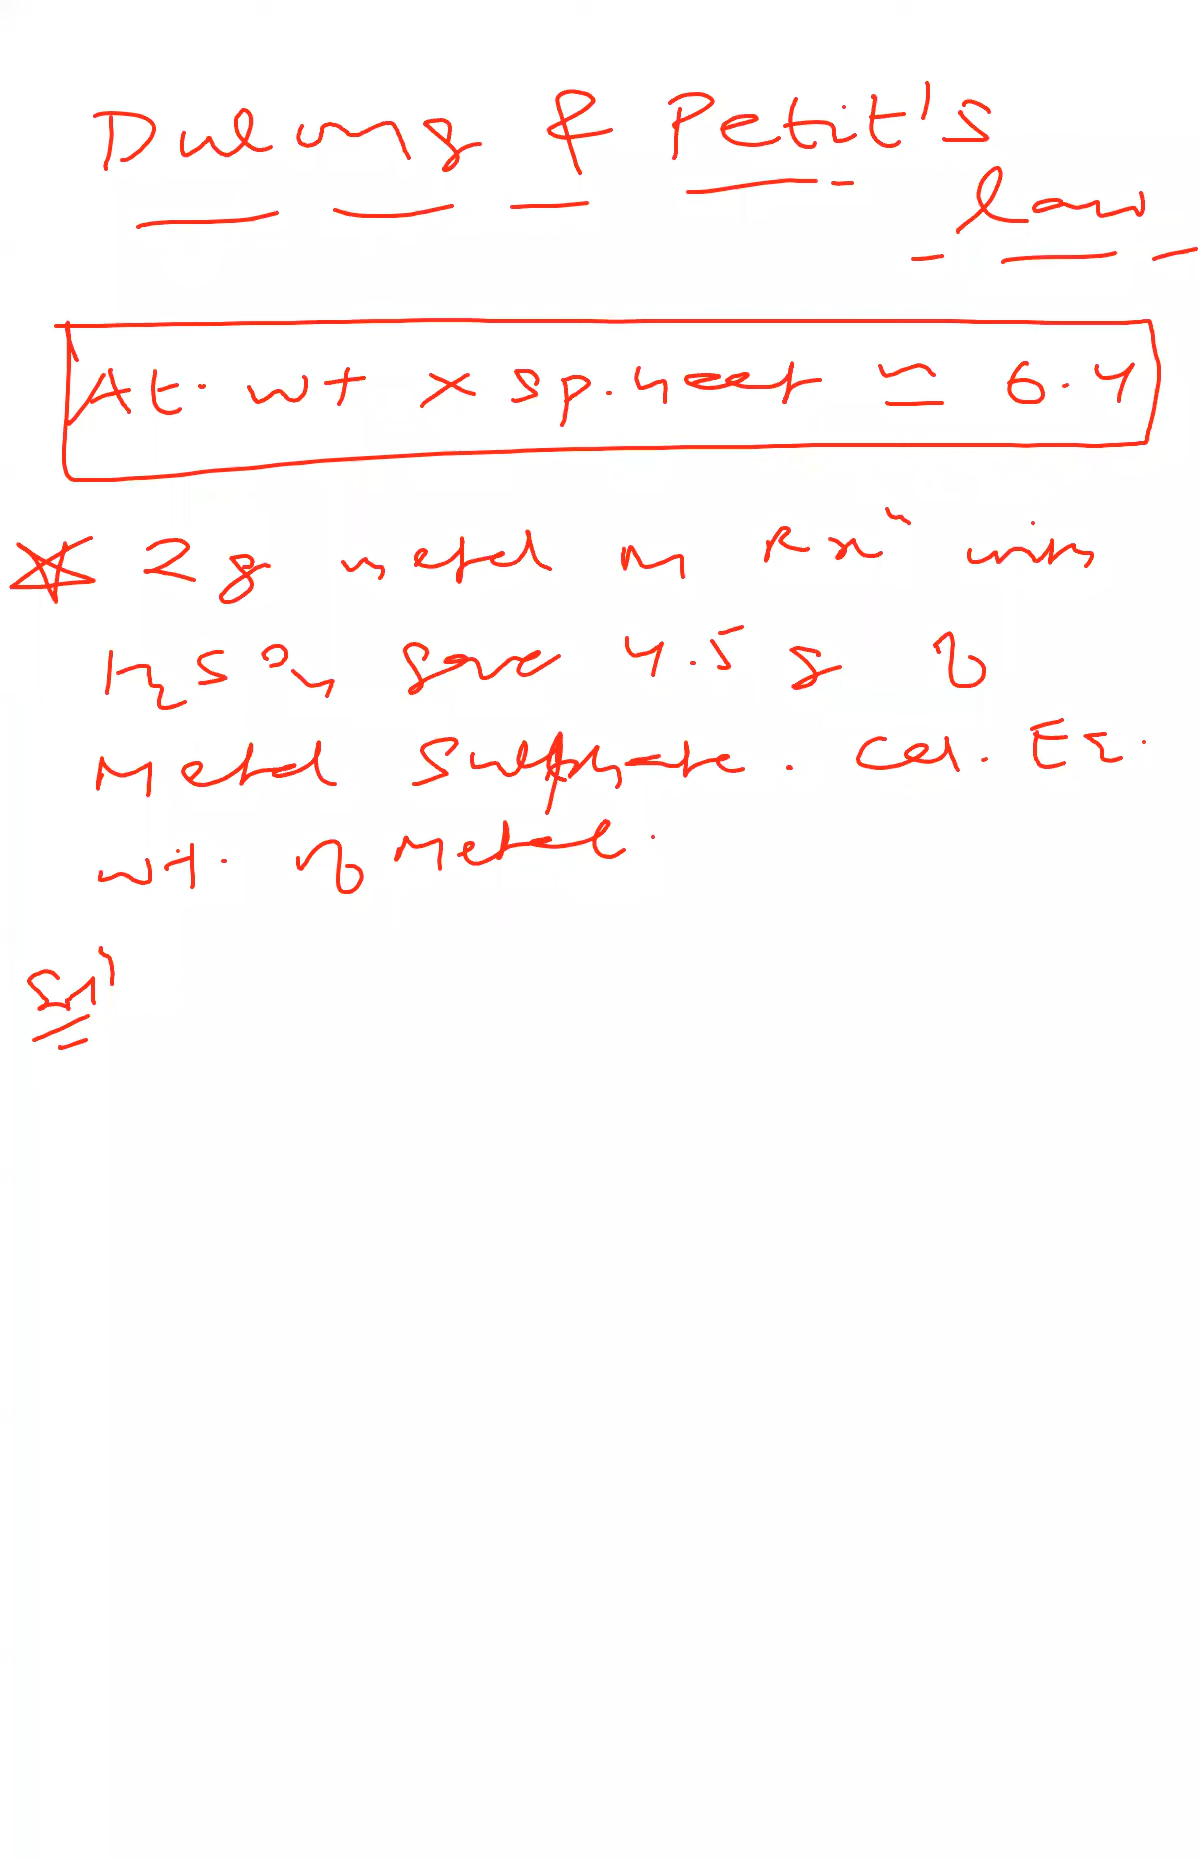 Dulong & Petit's
law
At. wt × sp. heat ≃ 6.4
2g metal on Rxⁿ with
H₂SO₄ gave 4.5 g of
Metal Sulphate. Cal. Eq.
wt. of Metal.
Solⁿ